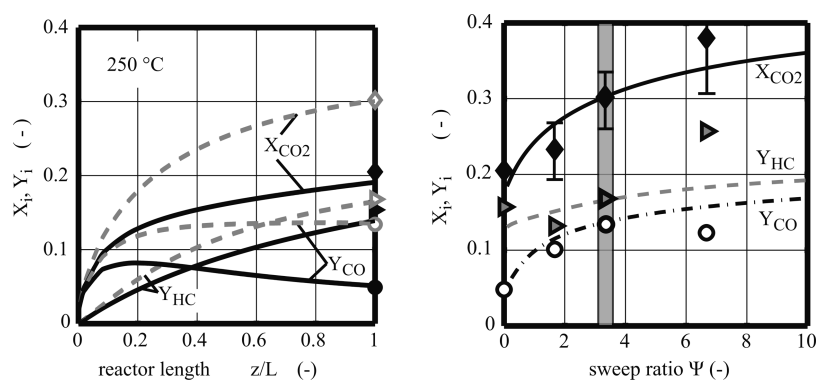 0.4
0.3
0.2
0.1
0
X_i, Y_i (-)
250 °C
X_CO2
Y_CO
Y_HC
0 0.2 0.4 0.6 0.8 1
reactor length z/L (-)
0.4
0.3
0.2
0.1
0
X_i, Y_i (-)
X_CO2
Y_HC
Y_CO
0 2 4 6 8 10
sweep ratio Ψ (-)